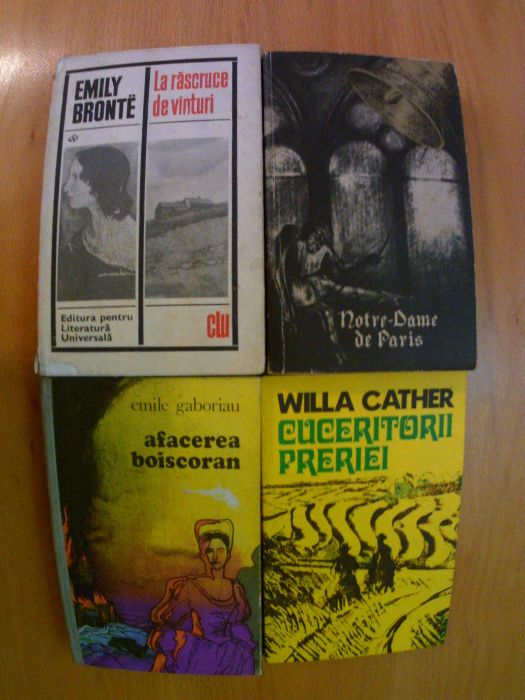 EMILY
BRONTË
La răscruce
de vînturi
Editura pentru
Literatură
Universală
clu
Notre-Dame
de Paris
emile gaboriau
afacerea
boiscoran
WILLA CATHER
CUCERITORII
PRERIEI